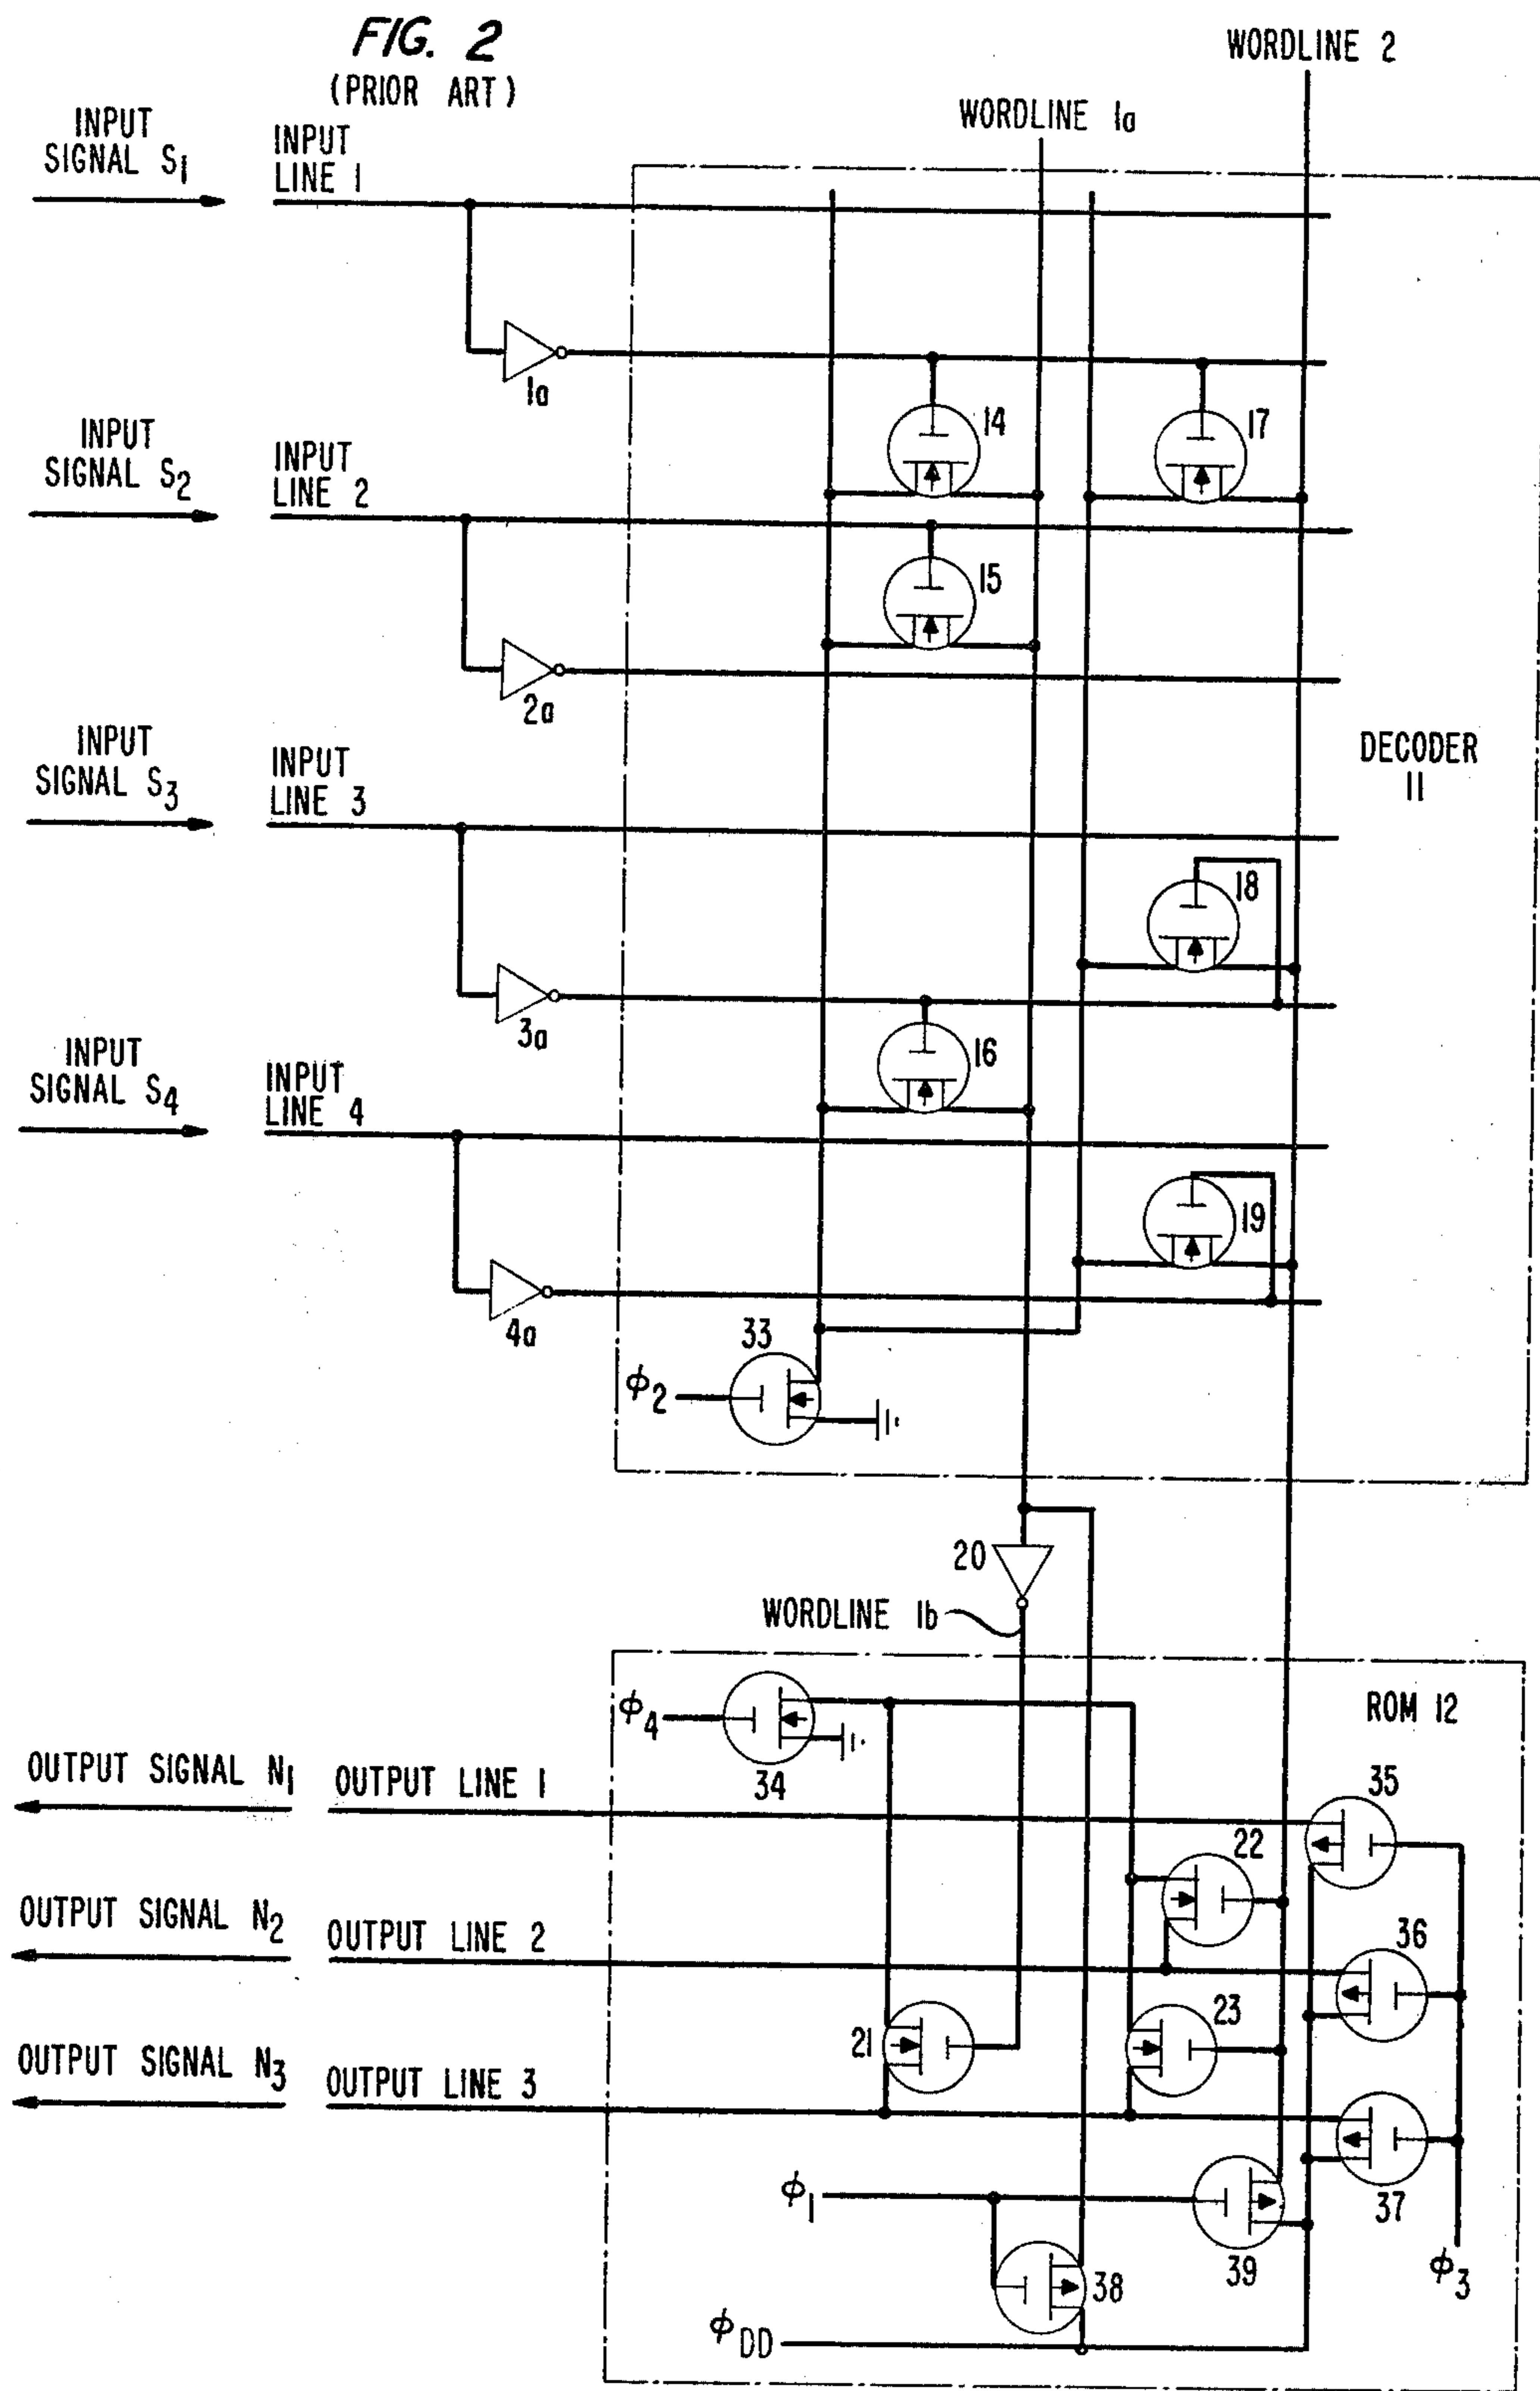 FIG. 2
(PRIOR ART)
WORDLINE 2
WORDLINE 1a
INPUT
SIGNAL S1
INPUT
LINE 1
1a
14
17
INPUT
SIGNAL S2
INPUT
LINE 2
15
2a
INPUT
SIGNAL S3
INPUT
LINE 3
DECODER
11
18
3a
16
INPUT
SIGNAL S4
INPUT
LINE 4
19
4a
33
ϕ2
20
WORDLINE 1b
ϕ4
34
ROM 12
OUTPUT SIGNAL N1
OUTPUT LINE 1
35
22
OUTPUT SIGNAL N2
OUTPUT LINE 2
36
21
23
OUTPUT SIGNAL N3
OUTPUT LINE 3
37
ϕ1
39
38
ϕ3
ϕDD